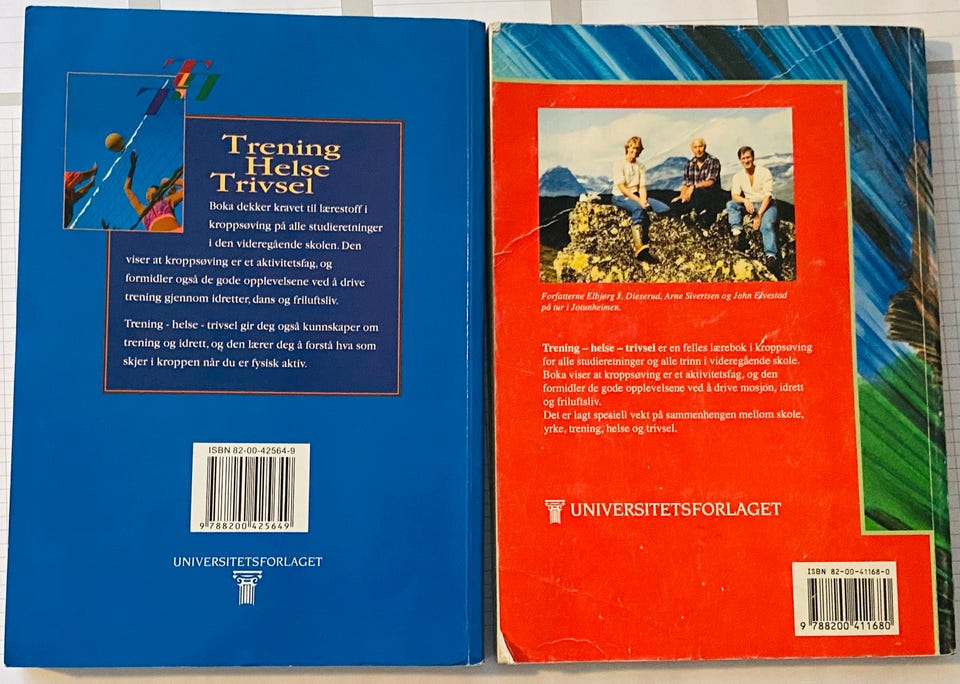 Trening
Helse
Trivsel
Boka dekker kravet til lærestoff i
kroppsøving på alle studieretninger
i den videregående skolen. Den
viser at kroppsøving er et aktivitetsfag, og
formidler også de gode opplevelsene ved å drive
trening gjennom idretter, dans og friluftsliv.
Trening - helse - trivsel gir deg også kunnskaper om
trening og idrett, og den lærer deg å forstå hva som
skjer i kroppen når du er fysisk aktiv.
ISBN 82-00-42564-9
9 788200 425649
UNIVERSITETSFORLAGET
Forfatterne Elbjørg J. Dieserud, Arne Sivertsen og John Elvestad
på tur i Jotunheimen.
Trening – helse – trivsel er en felles lærebok i kroppsøving
for alle studieretninger og alle trinn i videregående skole.
Boka viser at kroppsøving er et aktivitetsfag, og den
formidler de gode opplevelsene ved å drive mosjon, idrett
og friluftsliv.
Det er lagt spesiell vekt på sammenhengen mellom skole,
yrke, trening, helse og trivsel.
UNIVERSITETSFORLAGET
ISBN 82-00-41168-0
9 788200 411680